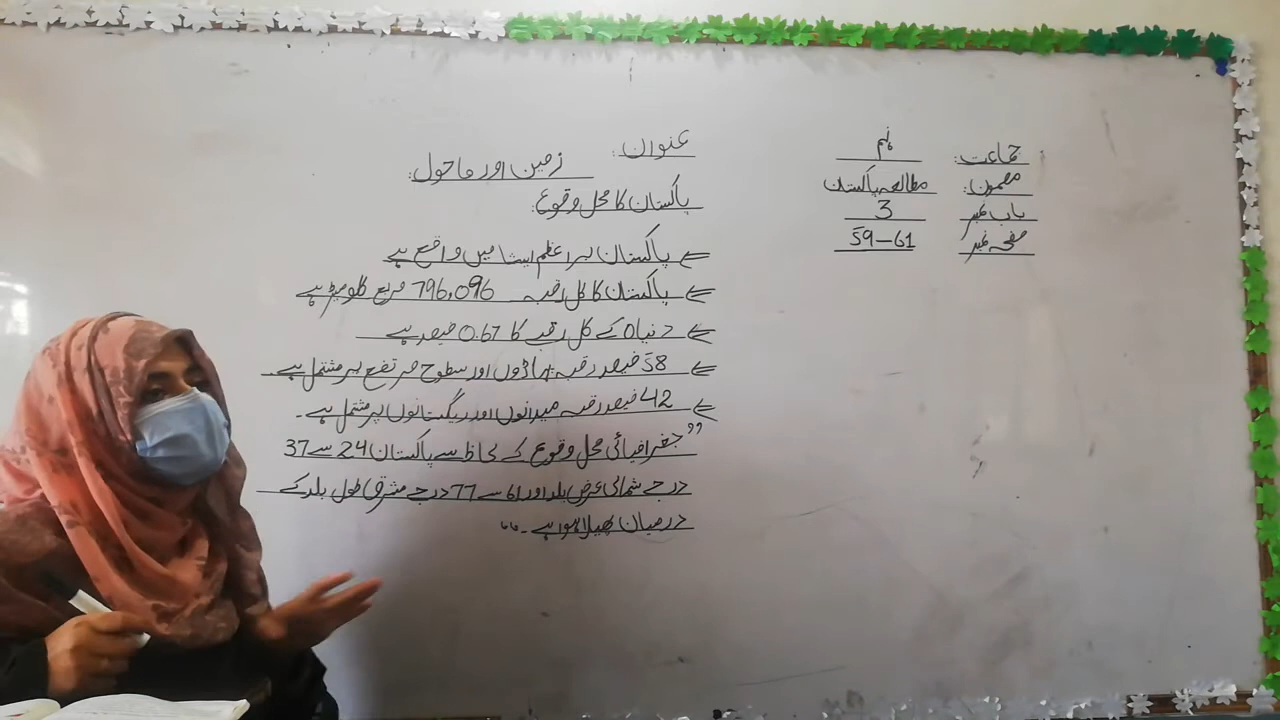 جماعت: نہم
مضمون: مطالعہ پاکستان
باب نمبر 3
صفحہ نمبر 59-61
عنوان: زمین اور ماحول:
پاکستان کا محل وقوع:
پاکستان براعظم ایشیا میں واقع ہے
پاکستان کا کل رقبہ 796,096 مربع کلومیٹر ہے
دنیا کے کل رقبے کا 0.67 فیصد ہے
58 فیصد رقبہ پہاڑوں اور سطوح مرتفع پر مشتمل ہے۔
42 فیصد رقبہ میدانوں اور ریگستانوں پر مشتمل ہے۔
"جغرافیائی محل وقوع کے لحاظ سے پاکستان 24 سے 37
درجے شمالی عرض بلد اور 61 سے 77 درجے مشرقی طول بلد کے
درمیان پھیلا ہوا ہے۔"